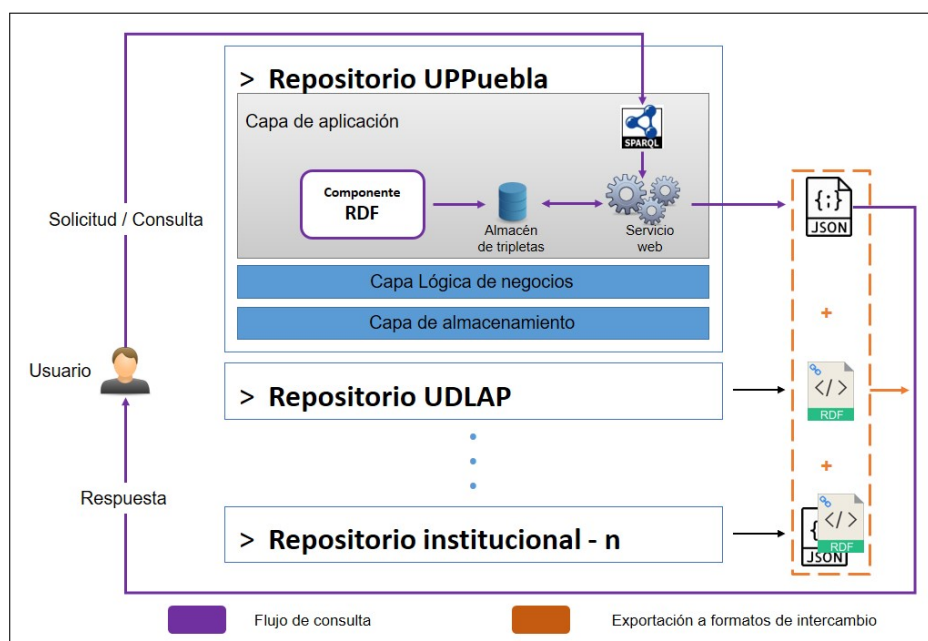 > Repositorio UPPuebla
Capa de aplicación
SPARQL
Componente
RDF
Almacén
de tripletas
Servicio
web
{;}
JSON
Solicitud / Consulta
Capa Lógica de negocios
Capa de almacenamiento
+
Usuario
> Repositorio UDLAP
</>
RDF
+
Respuesta
> Repositorio institucional - n
</>
RDF
{
JSON
Flujo de consulta
Exportación a formatos de intercambio